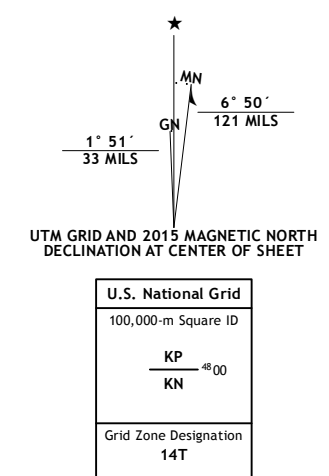 ★
MN
6° 50´
121 MILS
GN
1° 51´
33 MILS
UTM GRID AND 2015 MAGNETIC NORTH
DECLINATION AT CENTER OF SHEET
U.S. National Grid
100,000-m Square ID
KP
4800
KN
Grid Zone Designation
14T